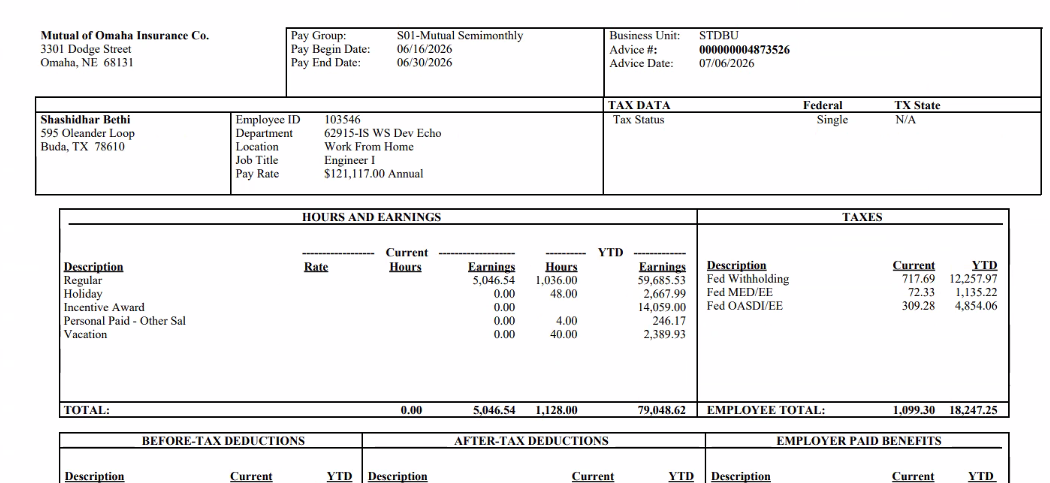 Mutual of Omaha Insurance Co.
3301 Dodge Street
Omaha, NE 68131
Pay Group: S01-Mutual Semimonthly
Pay Begin Date: 06/16/2026
Pay End Date: 06/30/2026
Business Unit: STDBU
Advice #: 000000004873526
Advice Date: 07/06/2026
Shashidhar Bethi
595 Oleander Loop
Buda, TX 78610
Employee ID 103546
Department 62915-IS WS Dev Echo
Location Work From Home
Job Title Engineer I
Pay Rate $121,117.00 Annual
TAX DATA Federal TX State
Tax Status Single N/A
HOURS AND EARNINGS
----------------- Current ------------------- ---------- YTD -------------
Description Rate Hours Earnings Hours Earnings
Regular 5,046.54 1,036.00 59,685.53
Holiday 0.00 48.00 2,667.99
Incentive Award 0.00 14,059.00
Personal Paid - Other Sal 0.00 4.00 246.17
Vacation 0.00 40.00 2,389.93
TOTAL: 0.00 5,046.54 1,128.00 79,048.62
TAXES
Description Current YTD
Fed Withholding 717.69 12,257.97
Fed MED/EE 72.33 1,135.22
Fed OASDI/EE 309.28 4,854.06
EMPLOYEE TOTAL: 1,099.30 18,247.25
BEFORE-TAX DEDUCTIONS
Description Current YTD
AFTER-TAX DEDUCTIONS
Description Current YTD
EMPLOYER PAID BENEFITS
Description Current YTD